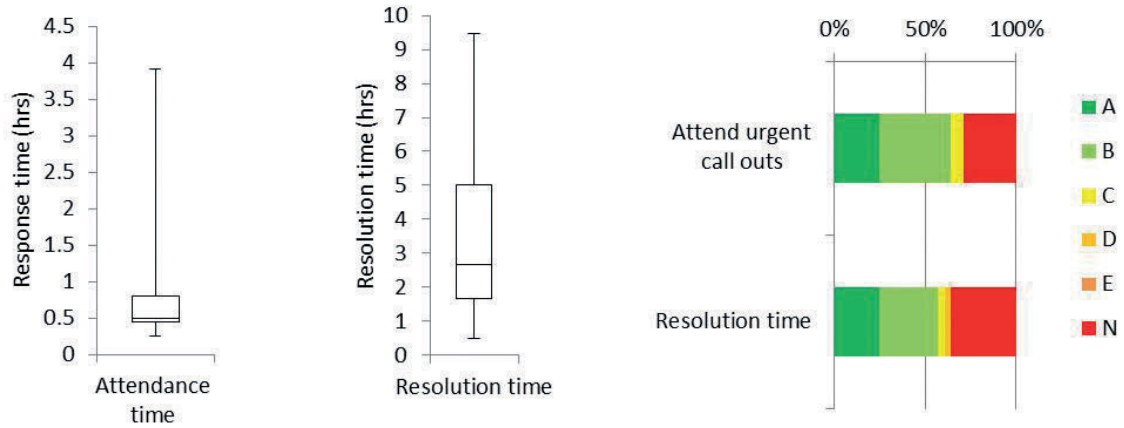 Response time (hrs)
4.5
4
3.5
3
2.5
2
1.5
1
0.5
0
Attendance
time
Resolution time (hrs)
10
9
8
7
6
5
4
3
2
1
0
Resolution time
0% 50% 100%
Attend urgent
call outs
Resolution time
A
B
C
D
E
N